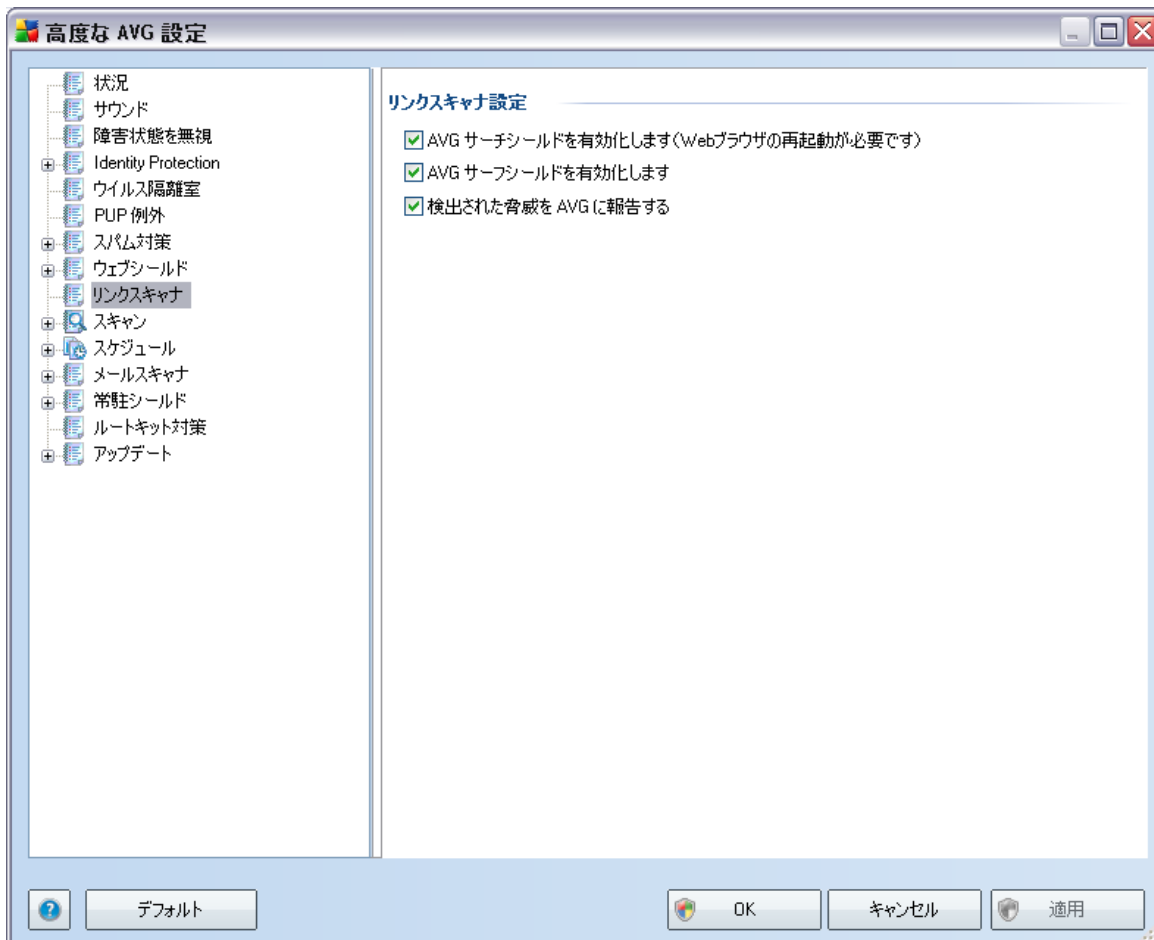 高度な AVG 設定
状況
サウンド
障害状態を無視
Identity Protection
ウイルス隔離室
PUP 例外
スパム対策
ウェブシールド
リンクスキャナ
スキャン
スケジュール
メールスキャナ
常駐シールド
ルートキット対策
アップデート
リンクスキャナ設定
AVG サーチシールドを有効化します(Webブラウザの再起動が必要です)
AVG サーフシールドを有効化します
検出された脅威を AVG に報告する
デフォルト
OK
キャンセル
適用